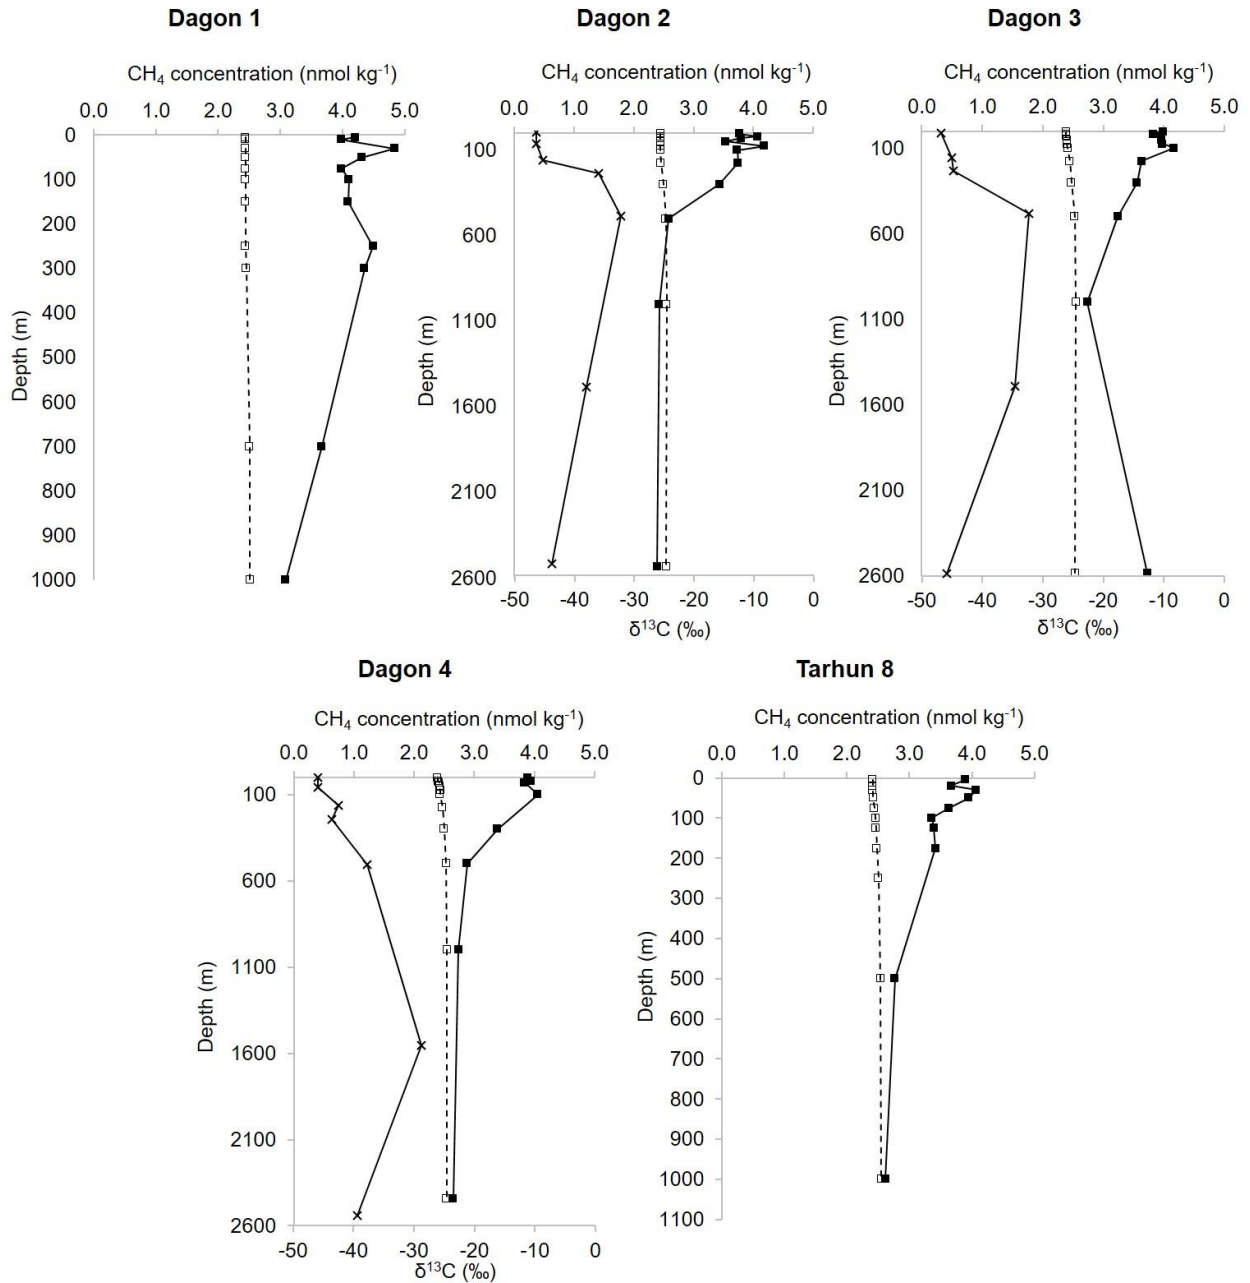 Dagon 1
CH₄ concentration (nmol kg⁻¹)
0.0 1.0 2.0 3.0 4.0 5.0
0
100
200
300
400
500
600
700
800
900
1000
Depth (m)
Dagon 2
CH₄ concentration (nmol kg⁻¹)
0.0 1.0 2.0 3.0 4.0 5.0
100
600
1100
1600
2100
2600
Depth (m)
-50 -40 -30 -20 -10 0
δ¹³C (‰)
Dagon 3
CH₄ concentration (nmol kg⁻¹)
0.0 1.0 2.0 3.0 4.0 5.0
100
600
1100
1600
2100
2600
Depth (m)
-50 -40 -30 -20 -10 0
δ¹³C (‰)
Dagon 4
CH₄ concentration (nmol kg⁻¹)
0.0 1.0 2.0 3.0 4.0 5.0
100
600
1100
1600
2100
2600
Depth (m)
-50 -40 -30 -20 -10 0
δ¹³C (‰)
Tarhun 8
CH₄ concentration (nmol kg⁻¹)
0.0 1.0 2.0 3.0 4.0 5.0
0
100
200
300
400
500
600
700
800
900
1000
1100
Depth (m)